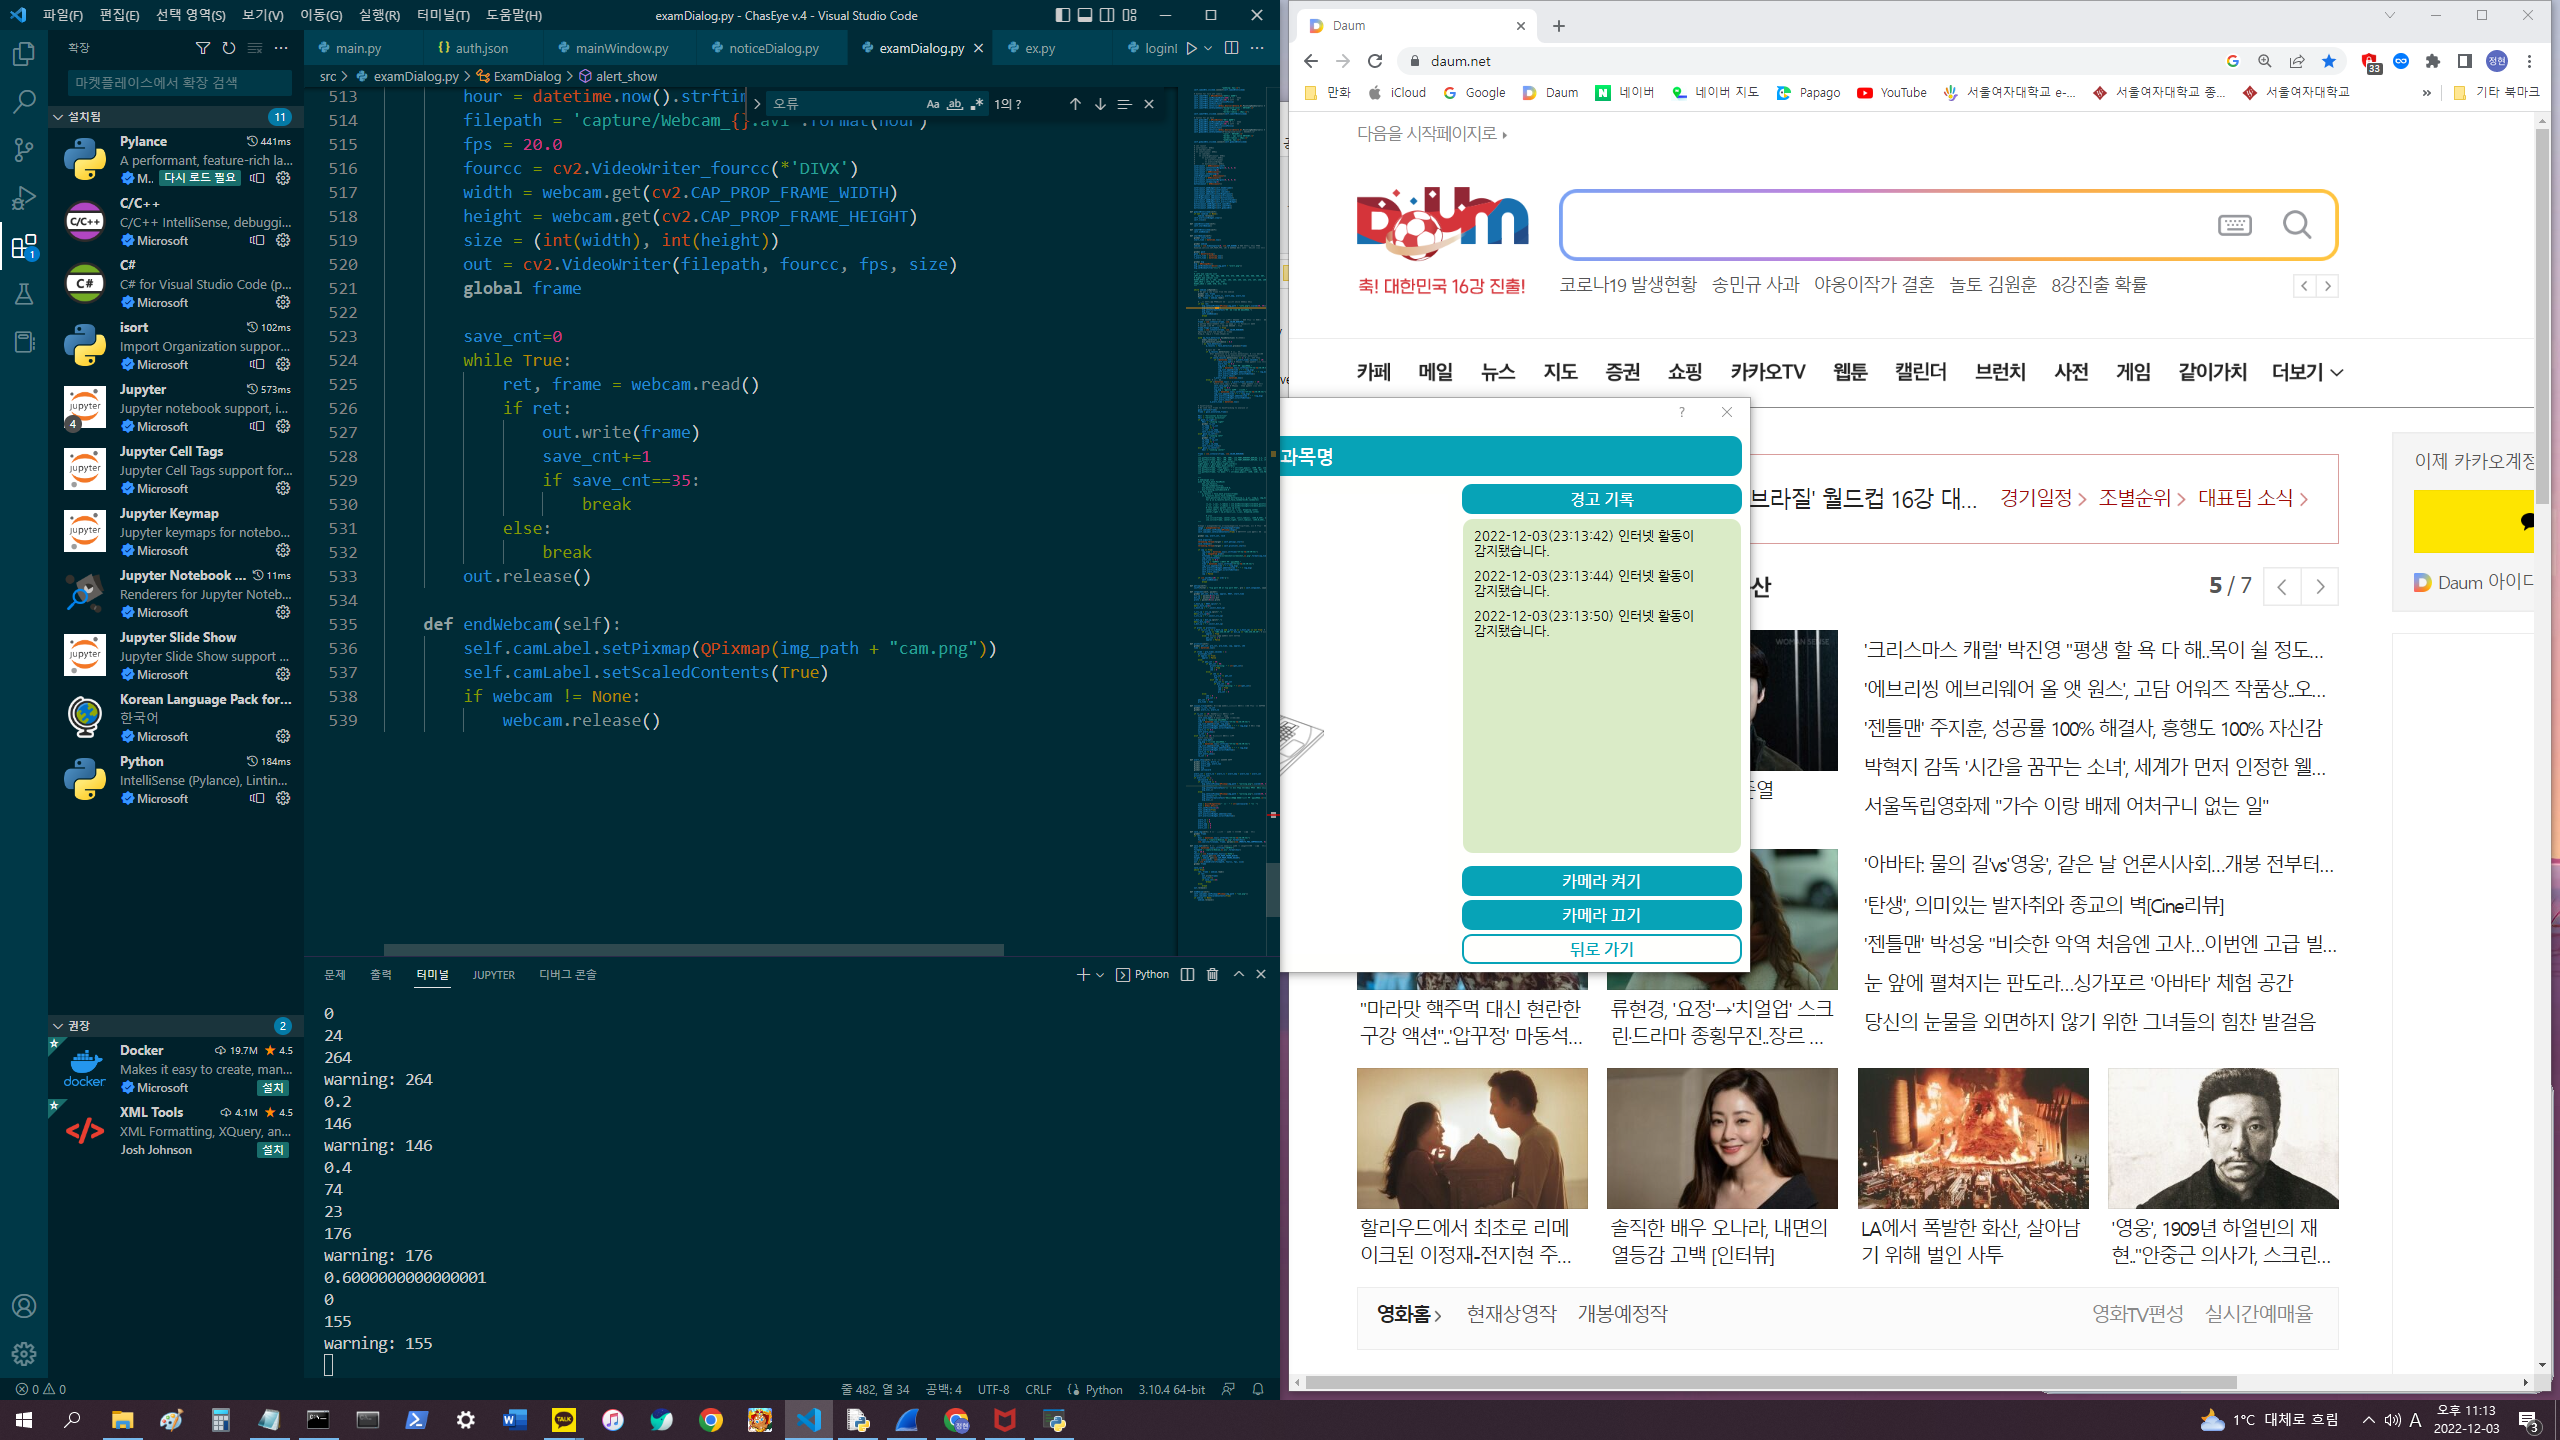 파일(F) 편집(E) 선택 영역(S) 보기(V) 이동(G) 실행(R) 터미널(T) 도움말(H)
examDialog.py - ChasEye v.4 - Visual Studio Code
확장
마켓플레이스에서 확장 검색
설치됨 11
Pylance 441ms
A performant, feature-rich la...
M.. 다시 로드 필요
C/C++
C/C++ IntelliSense, debuggi...
Microsoft
C#
C# for Visual Studio Code (p...
Microsoft
isort 102ms
Import Organization suppor...
Microsoft
Jupyter 573ms
Jupyter notebook support, i...
Microsoft
4
Jupyter Cell Tags
Jupyter Cell Tags support for...
Microsoft
Jupyter Keymap
Jupyter keymaps for notebo...
Microsoft
Jupyter Notebook ... 11ms
Renderers for Jupyter Noteb...
Microsoft
Jupyter Slide Show
Jupyter Slide Show support ...
Microsoft
Korean Language Pack for...
한국어
Microsoft
Python 184ms
IntelliSense (Pylance), Lintin...
Microsoft
권장 2
Docker 19.7M 4.5
Makes it easy to create, man...
Microsoft 설치
XML Tools 4.1M 4.5
XML Formatting, XQuery, an...
Josh Johnson 설치
main.py auth.json mainWindow.py noticeDialog.py examDialog.py ex.py loginl
src > examDialog.py > ExamDialog > alert_show
오류 1의 ?
513 hour = datetime.now().strftim
514 filepath = 'capture/Webcam_{}.avi'.format(hour)
515 fps = 20.0
516 fourcc = cv2.VideoWriter_fourcc(*'DIVX')
517 width = webcam.get(cv2.CAP_PROP_FRAME_WIDTH)
518 height = webcam.get(cv2.CAP_PROP_FRAME_HEIGHT)
519 size = (int(width), int(height))
520 out = cv2.VideoWriter(filepath, fourcc, fps, size)
521 global frame
522
523 save_cnt=0
524 while True:
525 ret, frame = webcam.read()
526 if ret:
527 out.write(frame)
528 save_cnt+=1
529 if save_cnt==35:
530 break
531 else:
532 break
533 out.release()
534
535 def endWebcam(self):
536 self.camLabel.setPixmap(QPixmap(img_path + "cam.png"))
537 self.camLabel.setScaledContents(True)
538 if webcam != None:
539 webcam.release()
문제 출력 터미널 JUPYTER 디버그 콘솔
Python
0
24
264
warning: 264
0.2
146
warning: 146
0.4
74
23
176
warning: 176
0.6000000000000001
0
155
warning: 155
0 0
줄 482, 열 34 공백: 4 UTF-8 CRLF Python 3.10.4 64-bit
Daum
daum.net
33 정현
만화 iCloud Google Daum 네이버 네이버 지도 Papago YouTube 서울여자대학교 e-... 서울여자대학교 종... 서울여자대학교 » 기타 북마크
다음을 시작페이지로
Daum
축! 대한민국 16강 진출!
코로나19 발생현황 송민규 사과 야옹이작가 결혼 놀토 김원훈 8강진출 확률
카페 메일 뉴스 지도 증권 쇼핑 카카오TV 웹툰 캘린더 브런치 사전 게임 같이가치 더보기
과목명
경고 기록
2022-12-03(23:13:42) 인터넷 활동이
감지됐습니다.
2022-12-03(23:13:44) 인터넷 활동이
감지됐습니다.
2022-12-03(23:13:50) 인터넷 활동이
감지됐습니다.
카메라 켜기
카메라 끄기
뒤로 가기
브라질' 월드컵 16강 대... 경기일정 조별순위 대표팀 소식
이제 카카오계정
Daum 아이디
산 5 / 7
WOMAN SENSE
'크리스마스 캐럴' 박진영 "평생 할 욕 다 해..목이 쉴 정도...
'에브리씽 에브리웨어 올 앳 원스', 고담 어워즈 작품상..오...
'젠틀맨' 주지훈, 성공률 100% 해결사, 흥행도 100% 자신감
박혁지 감독 '시간을 꿈꾸는 소녀', 세계가 먼저 인정한 웰...
서울독립영화제 "가수 이랑 배제 어처구니 없는 일"
'아바타: 물의 길'vs'영웅', 같은 날 언론시사회...개봉 전부터...
'탄생', 의미있는 발자취와 종교의 벽[Cine리뷰]
'젠틀맨' 박성웅 "비슷한 악역 처음엔 고사...이번엔 고급 빌...
눈 앞에 펼쳐지는 판도라...싱가포르 '아바타' 체험 공간
당신의 눈물을 외면하지 않기 위한 그녀들의 힘찬 발걸음
"마라맛 핵주먹 대신 현란한
구강 액션"..'압꾸정' 마동석...
류현경, '요정'→'치얼업' 스크
린·드라마 종횡무진..장르 ...
할리우드에서 최초로 리메
이크된 이정재-전지현 주...
솔직한 배우 오나라, 내면의
열등감 고백 [인터뷰]
LA에서 폭발한 화산, 살아남
기 위해 벌인 사투
'영웅', 1909년 하얼빈의 재
현.."안중근 의사가, 스크린...
영화홈 현재상영작 개봉예정작 영화TV편성 실시간예매율
1°C 대체로 흐림 A 오후 11:13
2022-12-03
3